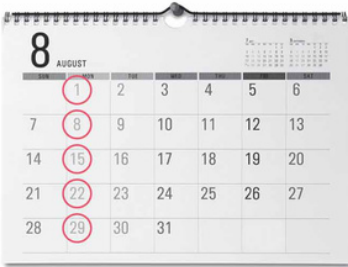 8 AUGUST
SUN MON TUE WED THU FRI SAT
1 2 3 4 5 6
7 8 9 10 11 12 13
14 15 16 17 18 19 20
21 22 23 24 25 26 27
28 29 30 31